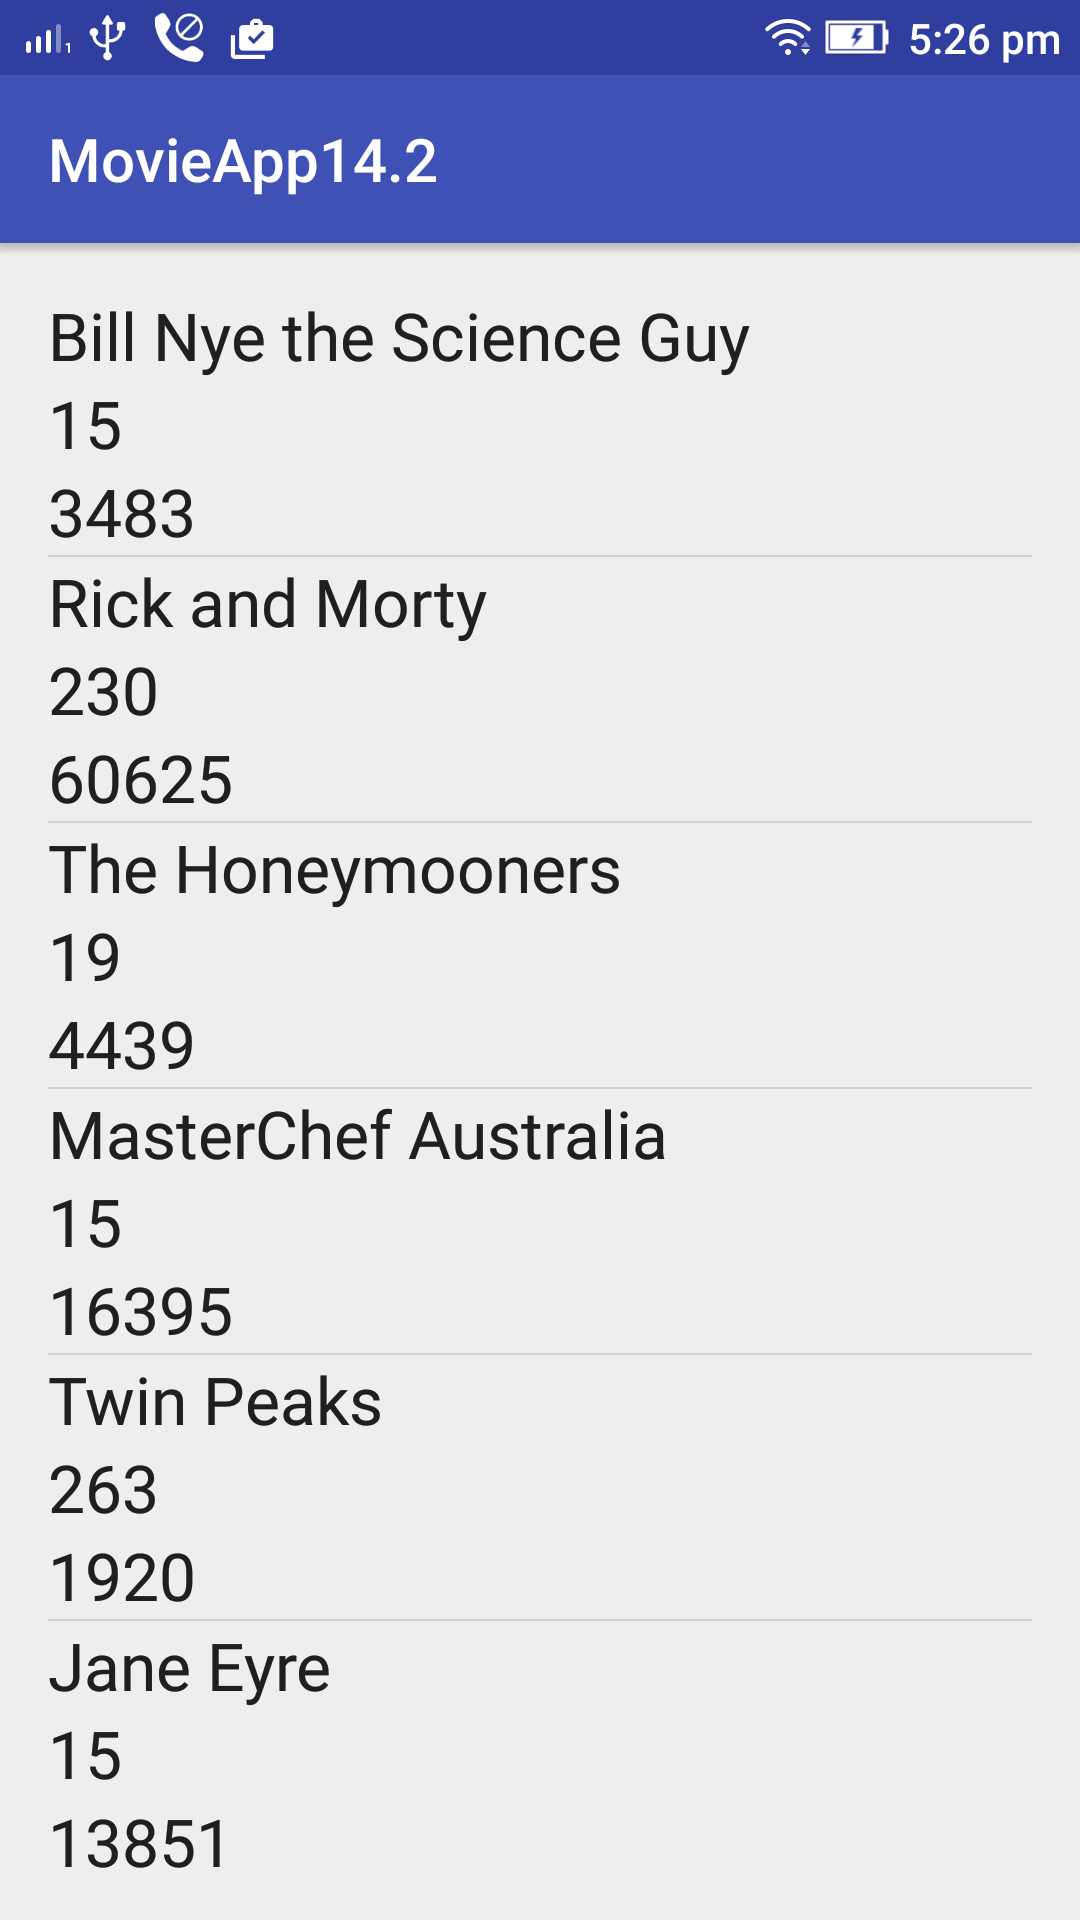 1 5:26 pm
MovieApp14.2
Bill Nye the Science Guy
15
3483
Rick and Morty
230
60625
The Honeymooners
19
4439
MasterChef Australia
15
16395
Twin Peaks
263
1920
Jane Eyre
15
13851